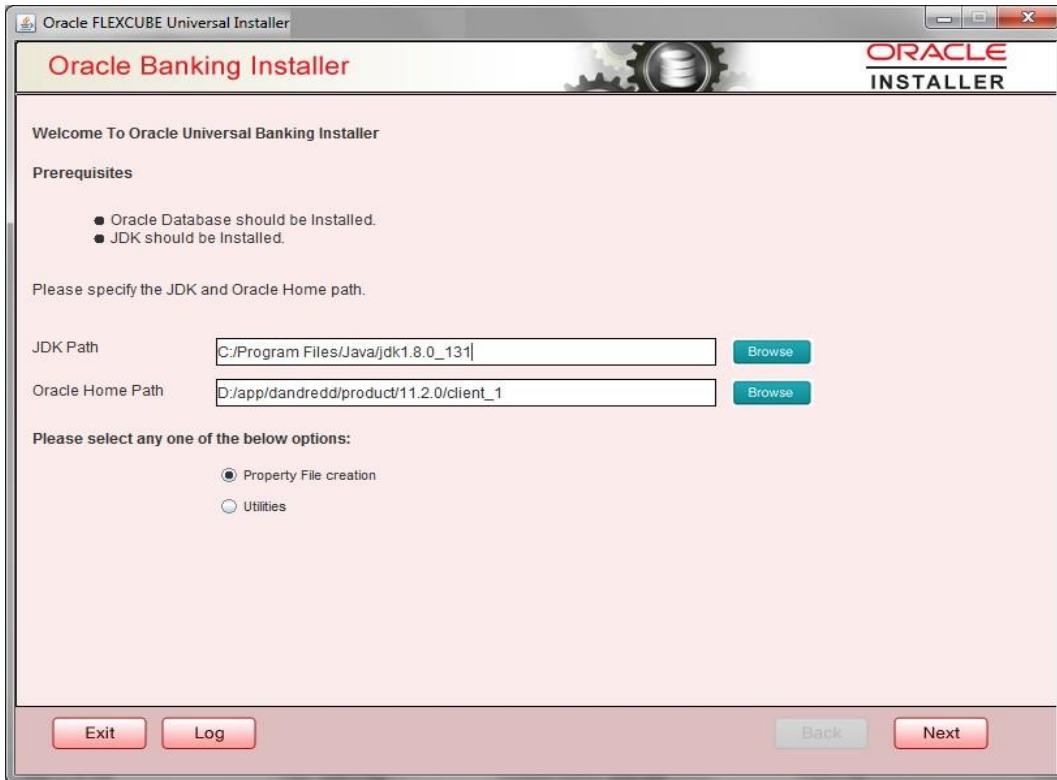 Oracle FLEXCUBE Universal Installer
Oracle Banking Installer
ORACLE
INSTALLER
Welcome To Oracle Universal Banking Installer
Prerequisites
Oracle Database should be Installed.
JDK should be Installed.
Please specify the JDK and Oracle Home path.
JDK Path C:/Program Files/Java/jdk1.8.0_131 Browse
Oracle Home Path D:/app/dandredd/product/11.2.0/client_1 Browse
Please select any one of the below options:
Property File creation
Utilities
Exit Log Back Next